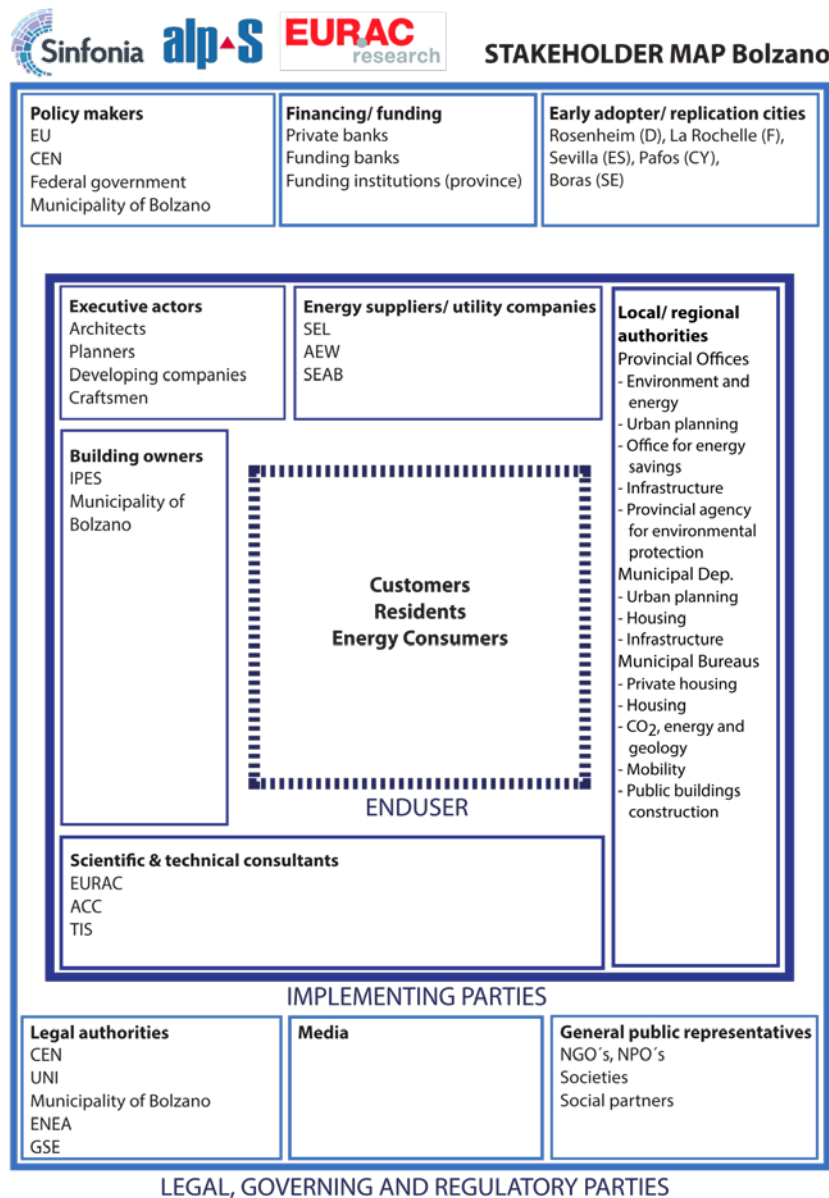 Sinfonia
alp S
EURAC
research
STAKEHOLDER MAP Bolzano
Policy makers
EU
CEN
Federal government
Municipality of Bolzano
Financing/ funding
Private banks
Funding banks
Funding institutions (province)
Early adopter/ replication cities
Rosenheim (D), La Rochelle (F),
Sevilla (ES), Pafos (CY),
Boras (SE)
Executive actors
Architects
Planners
Developing companies
Craftsmen
Energy suppliers/ utility companies
SEL
AEW
SEAB
Local/ regional
authorities
Provincial Offices
- Environment and
energy
- Urban planning
- Office for energy
savings
- Infrastructure
- Provincial agency
for environmental
protection
Municipal Dep.
- Urban planning
- Housing
- Infrastructure
Municipal Bureaus
- Private housing
- Housing
- CO2, energy and
geology
- Mobility
- Public buildings
construction
Building owners
IPES
Municipality of
Bolzano
Customers
Residents
Energy Consumers
ENDUSER
Scientific & technical consultants
EURAC
ACC
TIS
IMPLEMENTING PARTIES
Legal authorities
CEN
UNI
Municipality of Bolzano
ENEA
GSE
Media
General public representatives
NGO´s, NPO´s
Societies
Social partners
LEGAL, GOVERNING AND REGULATORY PARTIES